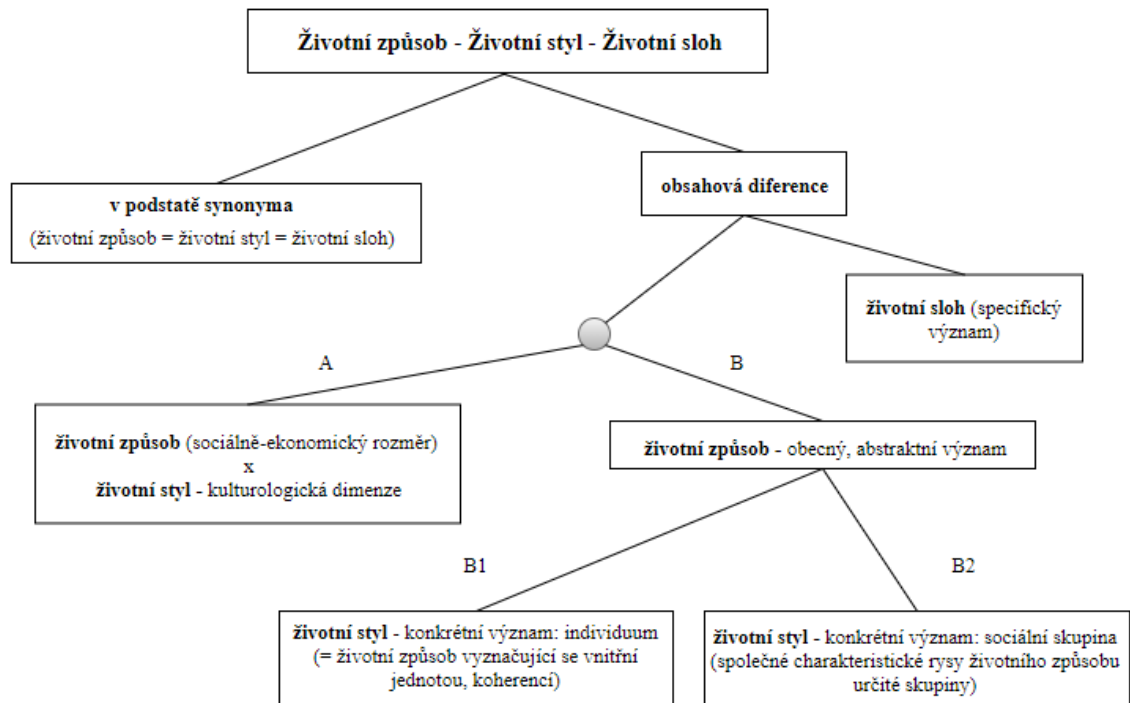 Životní způsob - Životní styl - Životní sloh
v podstatě synonyma
(životní způsob = životní styl = životní sloh)
obsahová diference
životní sloh (specifický
význam)
A
B
životní způsob (sociálně-ekonomický rozměr)
x
životní styl - kulturologická dimenze
životní způsob - obecný, abstraktní význam
B1
B2
životní styl - konkrétní význam: individuum
(= životní způsob vyznačující se vnitřní
jednotou, koherencí)
životní styl - konkrétní význam: sociální skupina
(společné charakteristické rysy životního způsobu
určité skupiny)